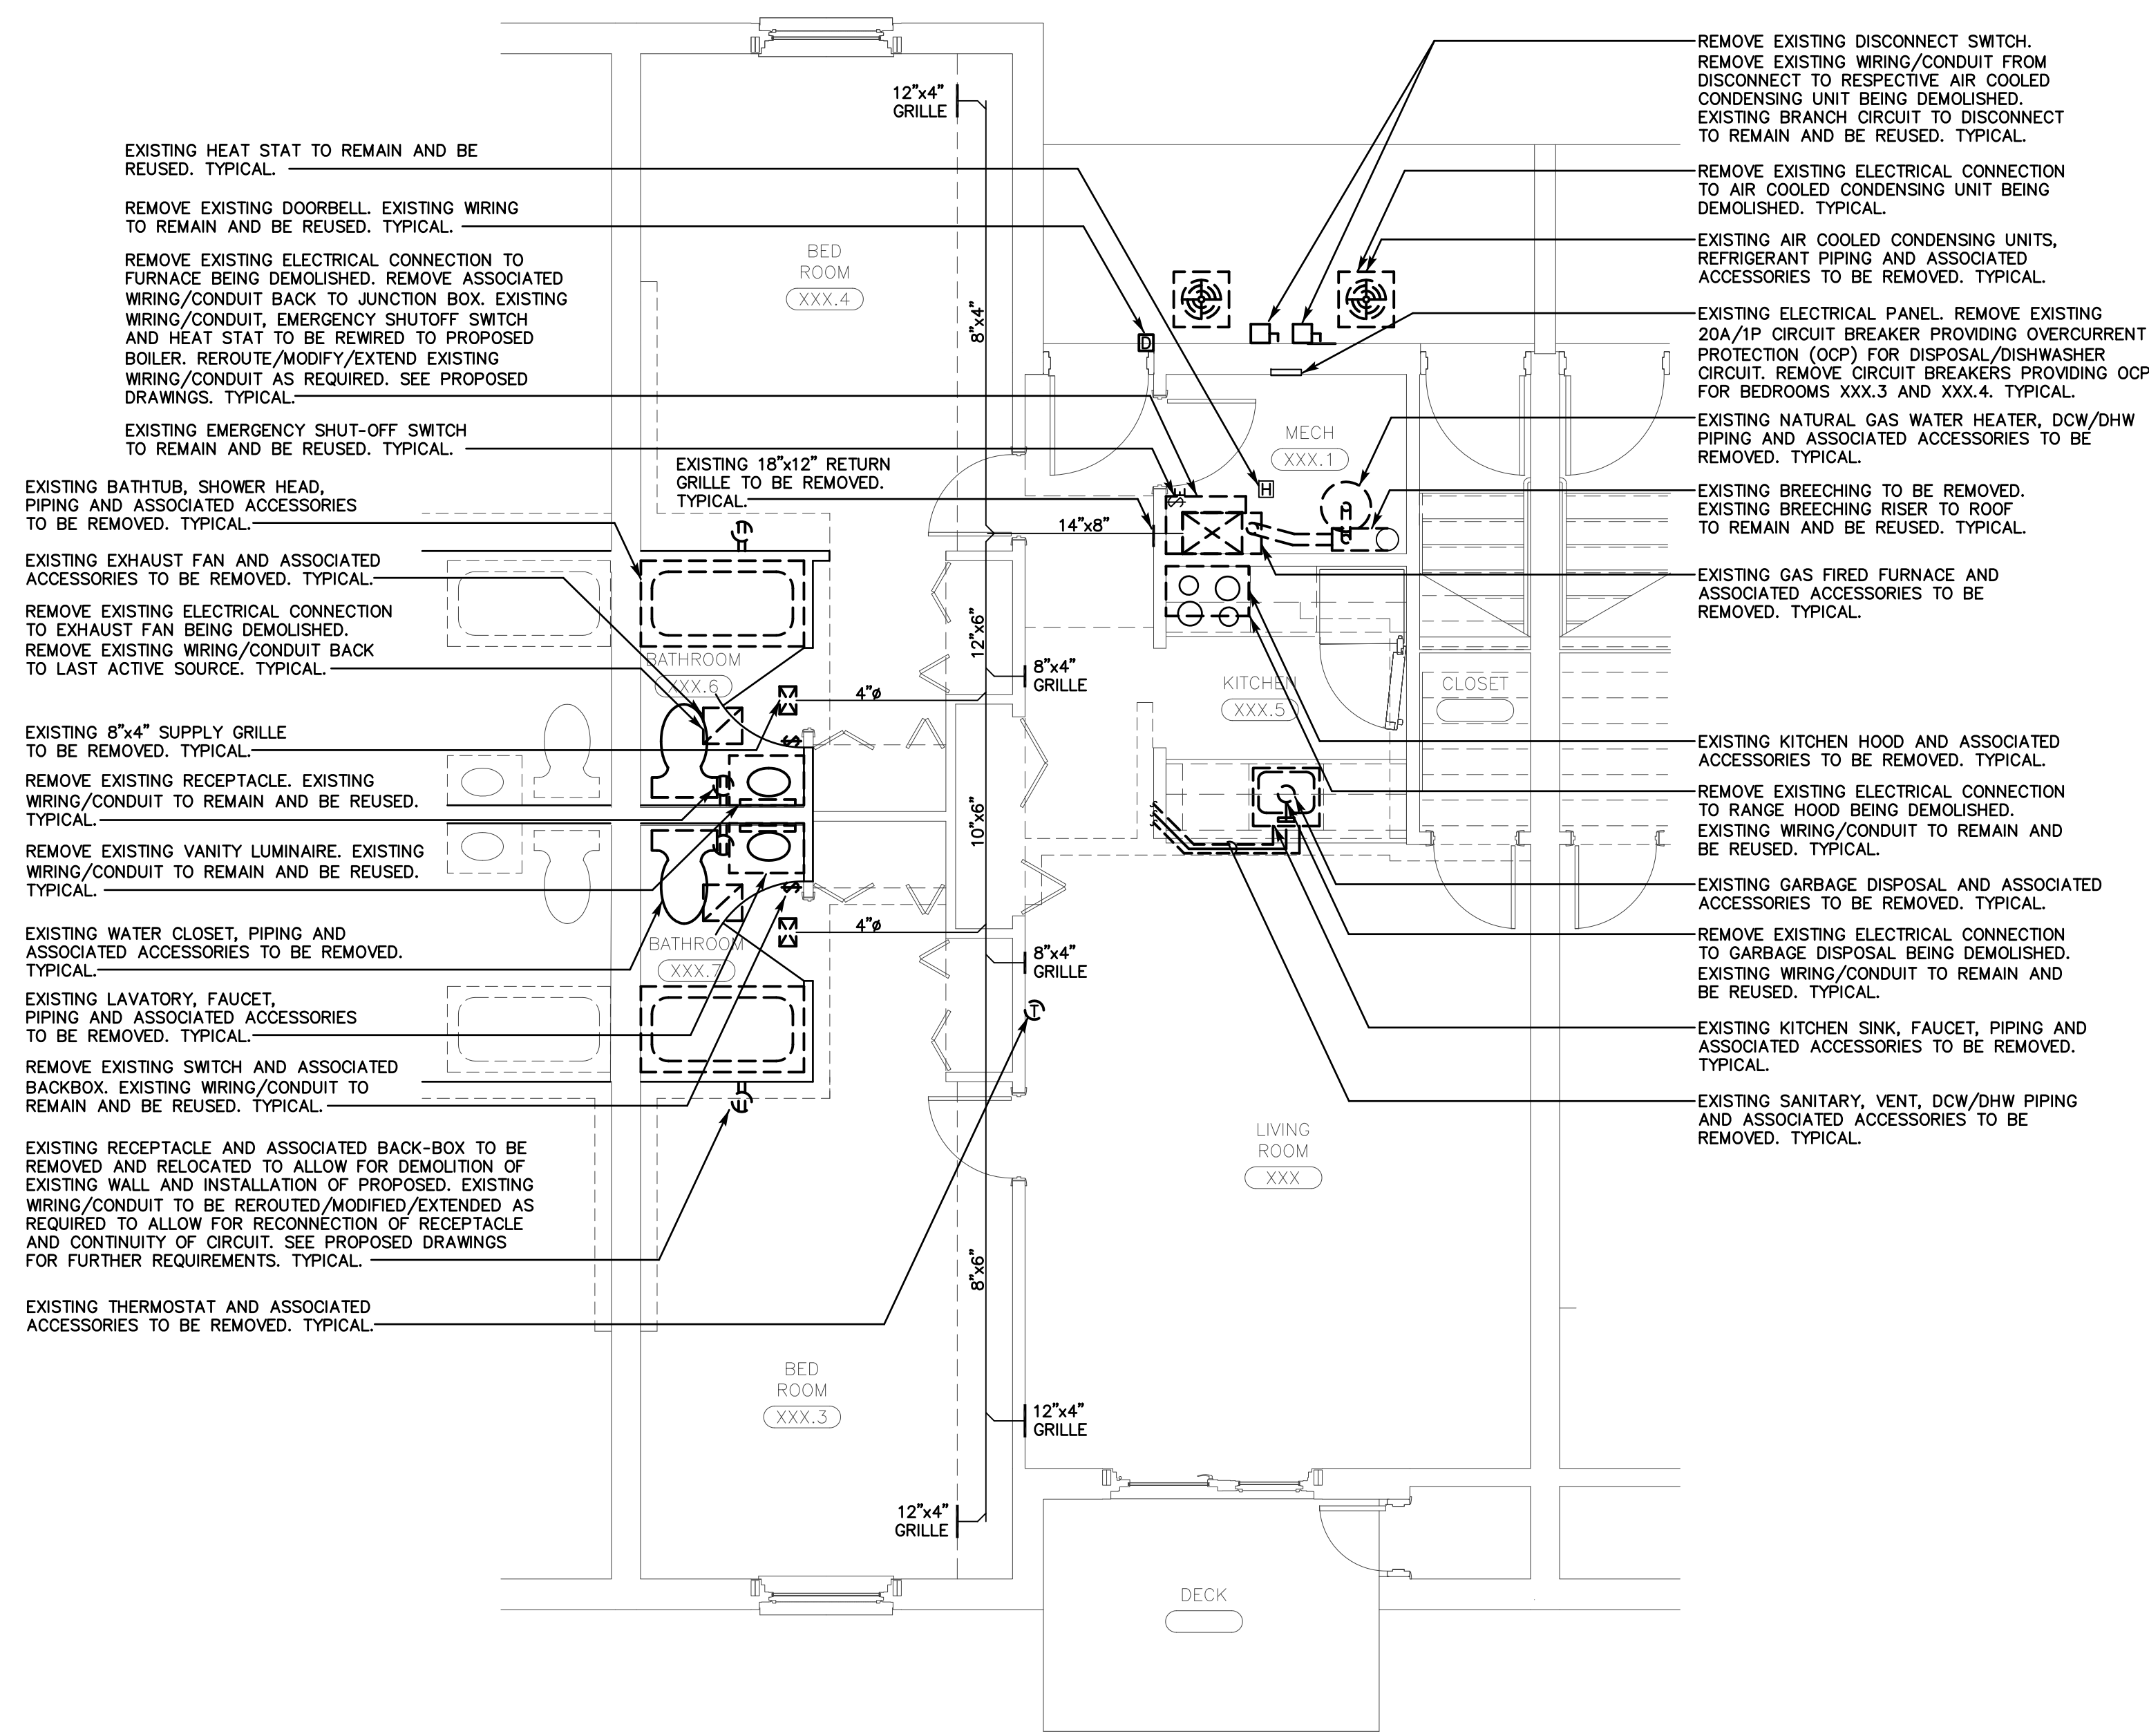 EXISTING HEAT STAT TO REMAIN AND BE
REUSED. TYPICAL.
REMOVE EXISTING DOORBELL. EXISTING WIRING
TO REMAIN AND BE REUSED. TYPICAL.
REMOVE EXISTING ELECTRICAL CONNECTION TO
FURNACE BEING DEMOLISHED. REMOVE ASSOCIATED
WIRING/CONDUIT BACK TO JUNCTION BOX. EXISTING
WIRING/CONDUIT, EMERGENCY SHUTOFF SWITCH
AND HEAT STAT TO BE REWIRED TO PROPOSED
BOILER. REROUTE/MODIFY/EXTEND EXISTING
WIRING/CONDUIT AS REQUIRED. SEE PROPOSED
DRAWINGS. TYPICAL.
EXISTING EMERGENCY SHUT-OFF SWITCH
TO REMAIN AND BE REUSED. TYPICAL.
EXISTING BATHTUB, SHOWER HEAD,
PIPING AND ASSOCIATED ACCESSORIES
TO BE REMOVED. TYPICAL.
EXISTING EXHAUST FAN AND ASSOCIATED
ACCESSORIES TO BE REMOVED. TYPICAL.
REMOVE EXISTING ELECTRICAL CONNECTION
TO EXHAUST FAN BEING DEMOLISHED.
REMOVE EXISTING WIRING/CONDUIT BACK
TO LAST ACTIVE SOURCE. TYPICAL.
EXISTING 8"x4" SUPPLY GRILLE
TO BE REMOVED. TYPICAL.
REMOVE EXISTING RECEPTACLE. EXISTING
WIRING/CONDUIT TO REMAIN AND BE REUSED.
TYPICAL.
REMOVE EXISTING VANITY LUMINAIRE. EXISTING
WIRING/CONDUIT TO REMAIN AND BE REUSED.
TYPICAL.
EXISTING WATER CLOSET, PIPING AND
ASSOCIATED ACCESSORIES TO BE REMOVED.
TYPICAL.
EXISTING LAVATORY, FAUCET,
PIPING AND ASSOCIATED ACCESSORIES
TO BE REMOVED. TYPICAL.
REMOVE EXISTING SWITCH AND ASSOCIATED
BACKBOX. EXISTING WIRING/CONDUIT TO
REMAIN AND BE REUSED. TYPICAL.
EXISTING RECEPTACLE AND ASSOCIATED BACK-BOX TO BE
REMOVED AND RELOCATED TO ALLOW FOR DEMOLITION OF
EXISTING WALL AND INSTALLATION OF PROPOSED. EXISTING
WIRING/CONDUIT TO BE REROUTED/MODIFIED/EXTENDED AS
REQUIRED TO ALLOW FOR RECONNECTION OF RECEPTACLE
AND CONTINUITY OF CIRCUIT. SEE PROPOSED DRAWINGS
FOR FURTHER REQUIREMENTS. TYPICAL.
EXISTING THERMOSTAT AND ASSOCIATED
ACCESSORIES TO BE REMOVED. TYPICAL.
12"x4"
GRILLE
BED
ROOM
XXX.4
8"x4"
EXISTING 18"x12" RETURN
GRILLE TO BE REMOVED.
TYPICAL.
14"x8"
D
MECH
XXX.1
H
$E
12"x6"
8"x4"
GRILLE
BATHROOM
XXX.6
4"ø
$
KITCHEN
XXX.5
CLOSET
10"x6"
$
4"ø
BATHROOM
XXX.7
8"x4"
GRILLE
T
LIVING
ROOM
XXX
8"x6"
BED
ROOM
XXX.3
12"x4"
GRILLE
12"x4"
GRILLE
DECK
REMOVE EXISTING DISCONNECT SWITCH.
REMOVE EXISTING WIRING/CONDUIT FROM
DISCONNECT TO RESPECTIVE AIR COOLED
CONDENSING UNIT BEING DEMOLISHED.
EXISTING BRANCH CIRCUIT TO DISCONNECT
TO REMAIN AND BE REUSED. TYPICAL.
REMOVE EXISTING ELECTRICAL CONNECTION
TO AIR COOLED CONDENSING UNIT BEING
DEMOLISHED. TYPICAL.
EXISTING AIR COOLED CONDENSING UNITS,
REFRIGERANT PIPING AND ASSOCIATED
ACCESSORIES TO BE REMOVED. TYPICAL.
EXISTING ELECTRICAL PANEL. REMOVE EXISTING
20A/1P CIRCUIT BREAKER PROVIDING OVERCURRENT
PROTECTION (OCP) FOR DISPOSAL/DISHWASHER
CIRCUIT. REMOVE CIRCUIT BREAKERS PROVIDING OCP
FOR BEDROOMS XXX.3 AND XXX.4. TYPICAL.
EXISTING NATURAL GAS WATER HEATER, DCW/DHW
PIPING AND ASSOCIATED ACCESSORIES TO BE
REMOVED. TYPICAL.
EXISTING BREECHING TO BE REMOVED.
EXISTING BREECHING RISER TO ROOF
TO REMAIN AND BE REUSED. TYPICAL.
EXISTING GAS FIRED FURNACE AND
ASSOCIATED ACCESSORIES TO BE
REMOVED. TYPICAL.
EXISTING KITCHEN HOOD AND ASSOCIATED
ACCESSORIES TO BE REMOVED. TYPICAL.
REMOVE EXISTING ELECTRICAL CONNECTION
TO RANGE HOOD BEING DEMOLISHED.
EXISTING WIRING/CONDUIT TO REMAIN AND
BE REUSED. TYPICAL.
EXISTING GARBAGE DISPOSAL AND ASSOCIATED
ACCESSORIES TO BE REMOVED. TYPICAL.
REMOVE EXISTING ELECTRICAL CONNECTION
TO GARBAGE DISPOSAL BEING DEMOLISHED.
EXISTING WIRING/CONDUIT TO REMAIN AND
BE REUSED. TYPICAL.
EXISTING KITCHEN SINK, FAUCET, PIPING AND
ASSOCIATED ACCESSORIES TO BE REMOVED.
TYPICAL.
EXISTING SANITARY, VENT, DCW/DHW PIPING
AND ASSOCIATED ACCESSORIES TO BE
REMOVED. TYPICAL.